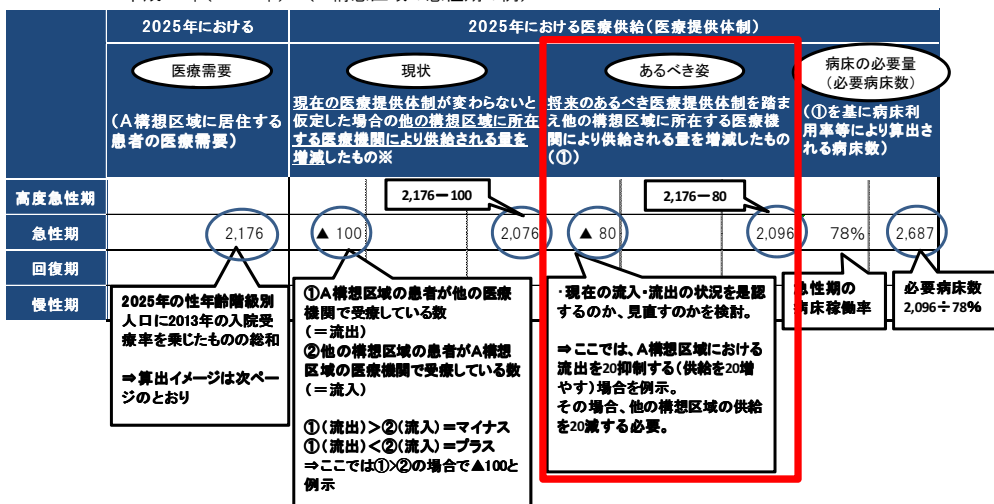 2025年における
2025年における医療供給(医療提供体制)
医療需要
現状
あるべき姿
病床の必要量
(必要病床数)
(A構想区域に居住する
患者の医療需要)
現在の医療提供体制が変わらないと
仮定した場合の他の構想区域に所在
する医療機関により供給される量を
増減したもの※
将来のあるべき医療提供体制を踏ま
え他の構想区域に所在する医療機
関により供給される量を増減したもの
(①)
(①を基に病床利
用率等により算出さ
れる病床数)
高度急性期
2,176-100
2,176-80
急性期
2,176
▲ 100
2,076
▲ 80
2,096
78%
2,687
回復期
慢性期
2025年の性年齢階級別
人口に2013年の入院受
療率を乗じたものの総和
⇒算出イメージは次ペー
ジのとおり
①A構想区域の患者が他の医療
機関で受療している数
(=流出)
②他の構想区域の患者がA構想
区域の医療機関で受療している数
(=流入)
①(流出)>②(流入)=マイナス
①(流出)<②(流入)=プラス
⇒ここでは①>②の場合で▲100と
例示
・現在の流入・流出の状況を是認
するのか、見直すのかを検討。
⇒ここでは、A構想区域における
流出を20抑制する(供給を20増
やす)場合を例示。
その場合、他の構想区域の供給
を20減する必要。
急性期の
病床稼働率
必要病床数
2,096÷78%